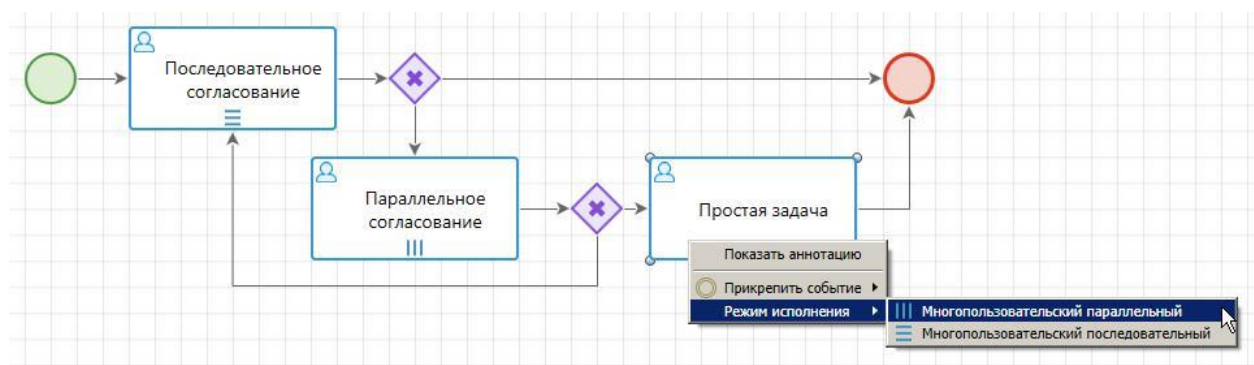 Последовательное
согласование
Параллельное
согласование
Простая задача
Показать аннотацию
Прикрепить событие
Режим исполнения
Многопользовательский параллельный
Многопользовательский последовательный